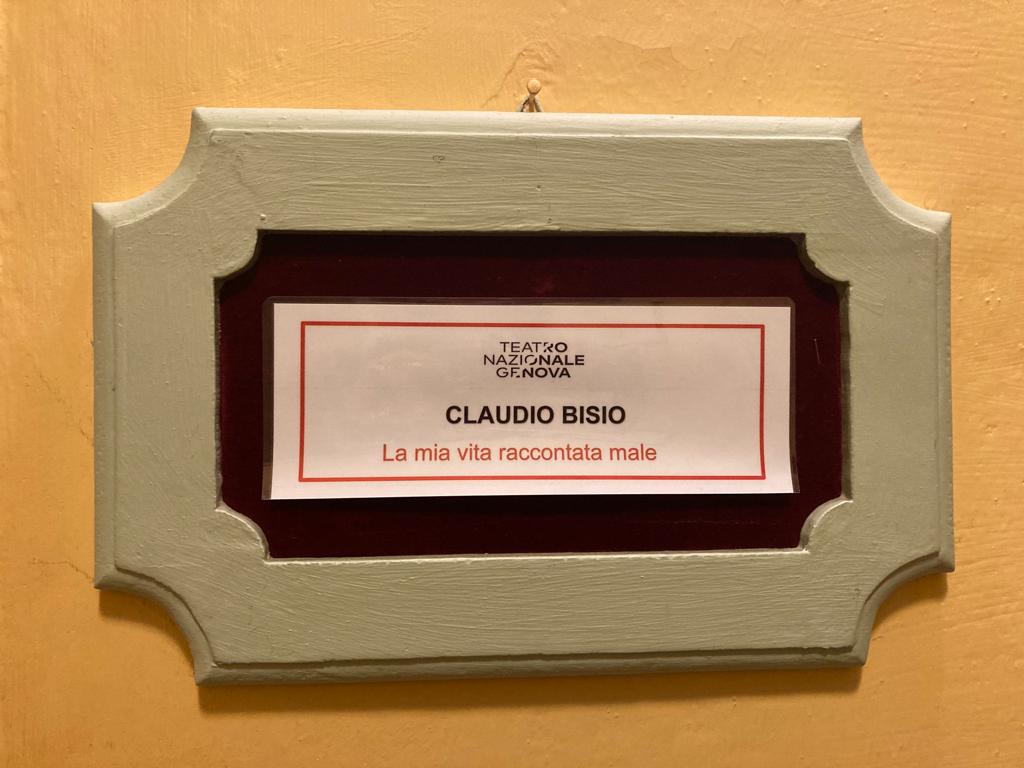 TEATRO
NAZIONALE
GENOVA
CLAUDIO BISIO
La mia vita raccontata male